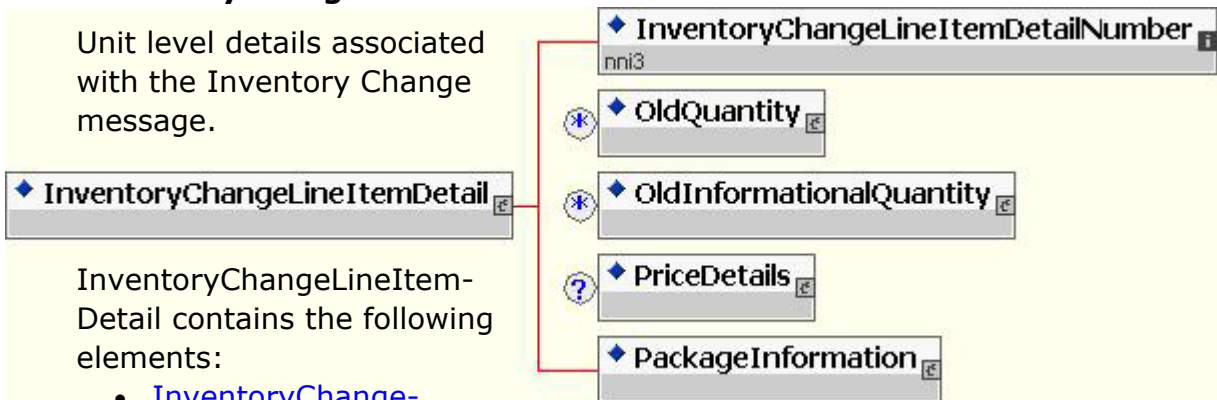 Unit level details associated
with the Inventory Change
message.
InventoryChangeLineItemDetail
InventoryChangeLineItem-
Detail contains the following
elements:
• InventoryChange-
InventoryChangeLineItemDetailNumber
nni3
OldQuantity
OldInformationalQuantity
PriceDetails
PackageInformation